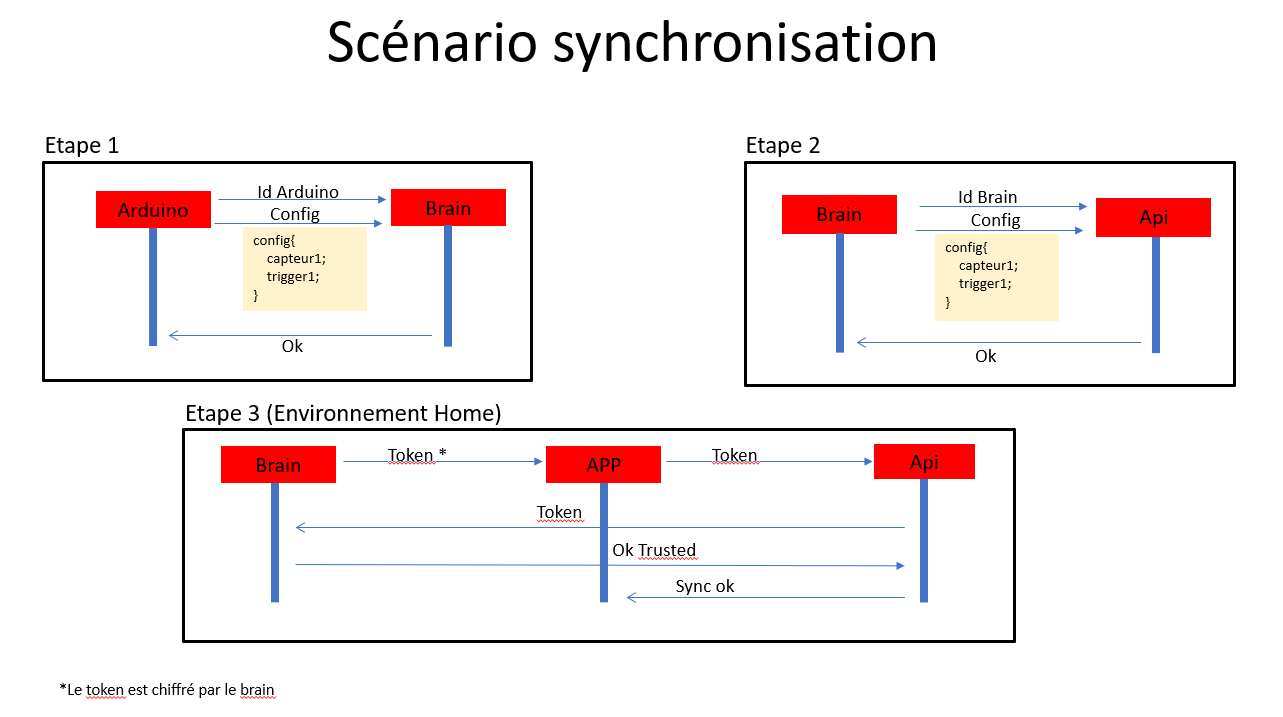 Scénario synchronisation
Etape 1
Arduino
Id Arduino
Config
Brain
config{
capteur1;
trigger1;
}
Ok
Etape 2
Brain
Id Brain
Config
Api
config{
capteur1;
trigger1;
}
Ok
Etape 3 (Environnement Home)
Brain
Token *
APP
Token
Api
Token
Ok Trusted
Sync ok
*Le token est chiffré par le brain